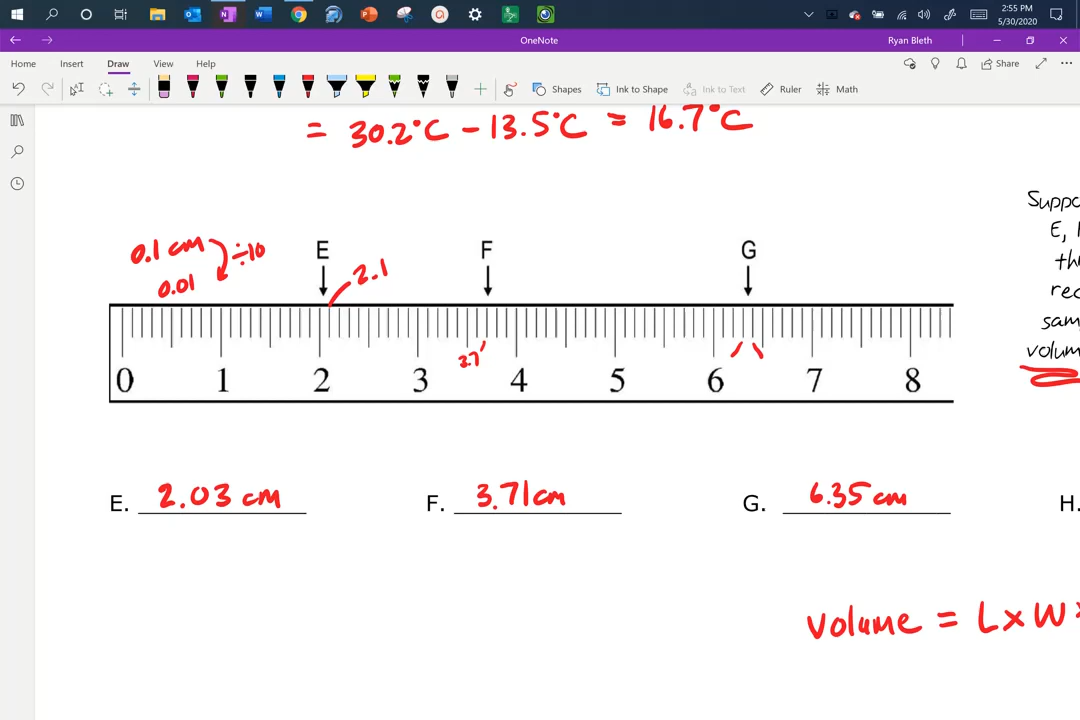 2:55 PM
5/30/2020
OneNote
Ryan Bleth
Home Insert Draw View Help
Share
Shapes Ink to Shape Ink to Text Ruler Math
= 30.2°C - 13.5°C = 16.7°C
Suppo
E, 
th
rec
sam
volum
0.1 cm ÷10
0.01
E F G
2.1
3.7
0 1 2 3 4 5 6 7 8
E. 2.03 cm F. 3.71cm G. 6.35 cm H.
Volume = L x W x